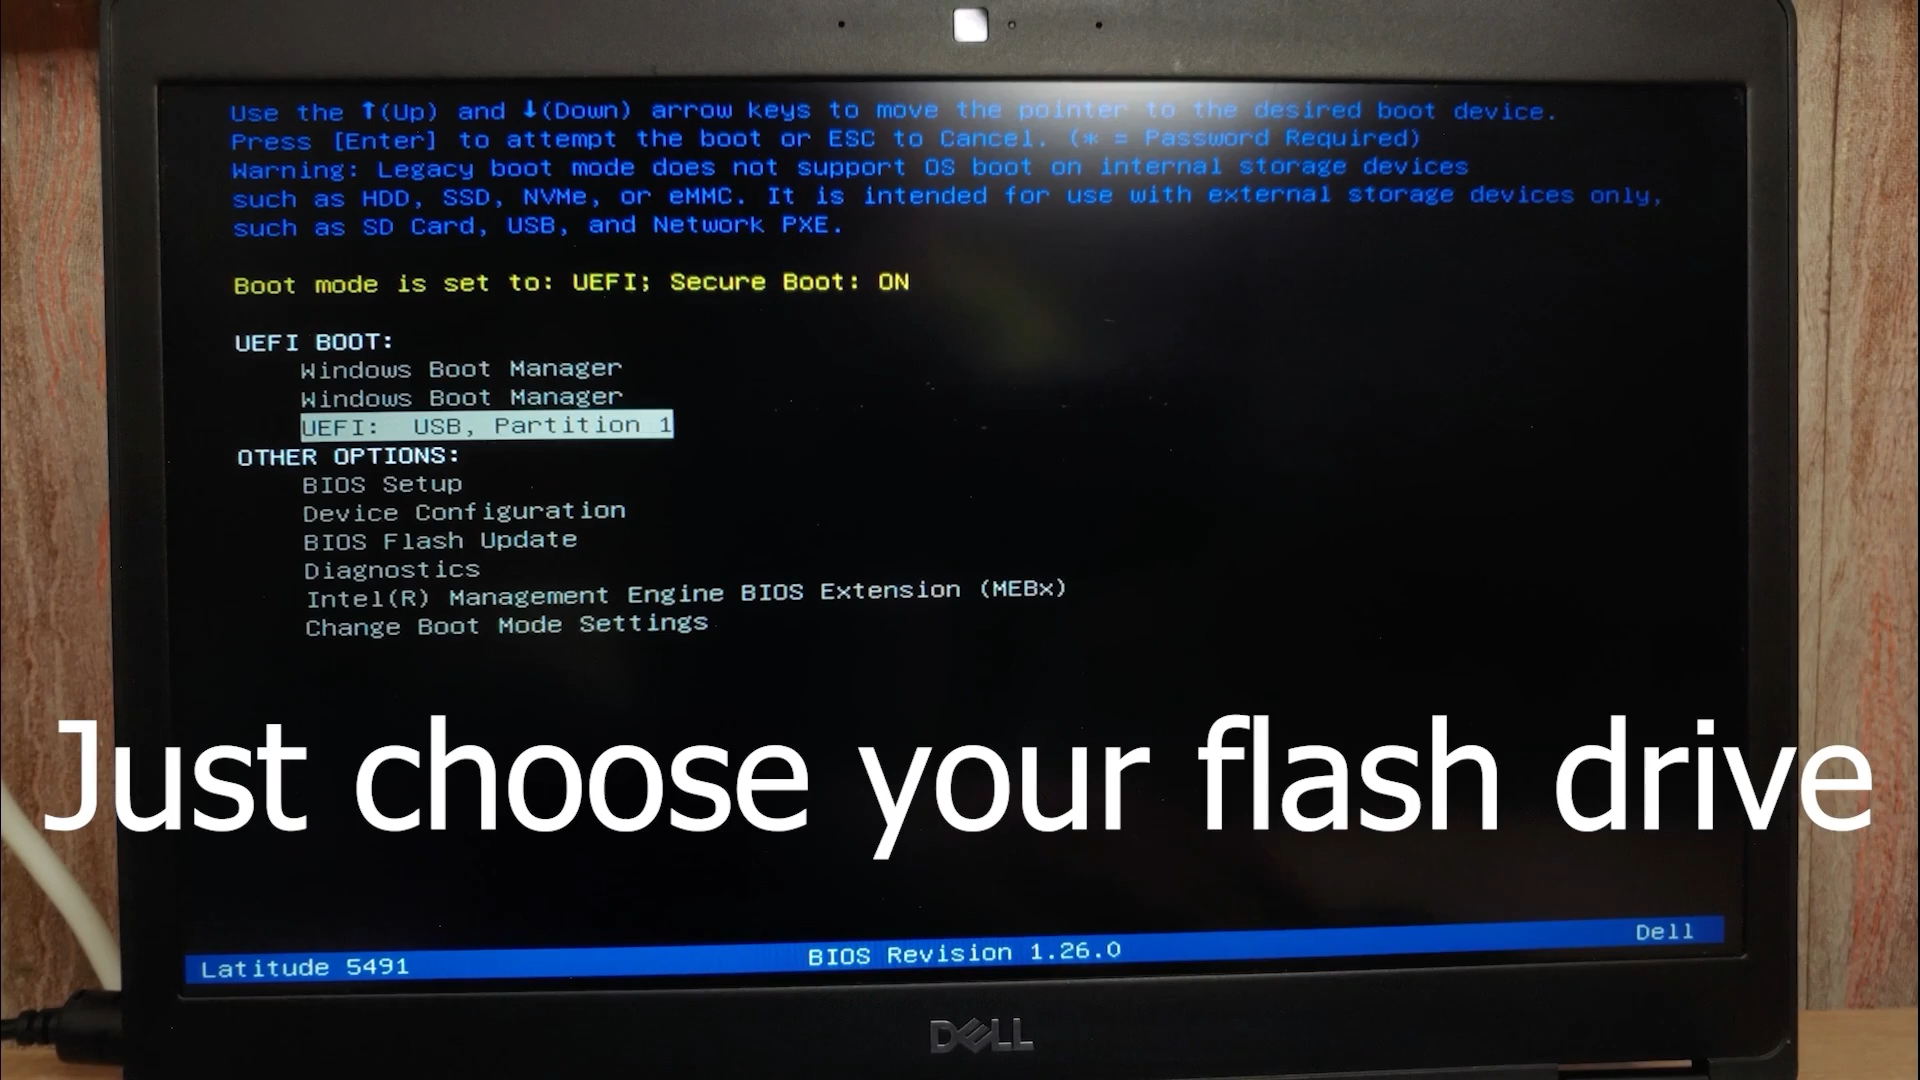 Use the ↑(Up) and ↓(Down) arrow keys to move the pointer to the desired boot device.
Press [Enter] to attempt the boot or ESC to Cancel. (* = Password Required)
Warning: Legacy boot mode does not support OS boot on internal storage devices
such as HDD, SSD, NVMe, or eMMC. It is intended for use with external storage devices only,
such as SD Card, USB, and Network PXE.
Boot mode is set to: UEFI; Secure Boot: ON
UEFI BOOT:
Windows Boot Manager
Windows Boot Manager
UEFI:  USB, Partition 1
OTHER OPTIONS:
BIOS Setup
Device Configuration
BIOS Flash Update
Diagnostics
Intel(R) Management Engine BIOS Extension (MEBx)
Change Boot Mode Settings
Just choose your flash drive
Latitude 5491 BIOS Revision 1.26.0 Dell
DELL